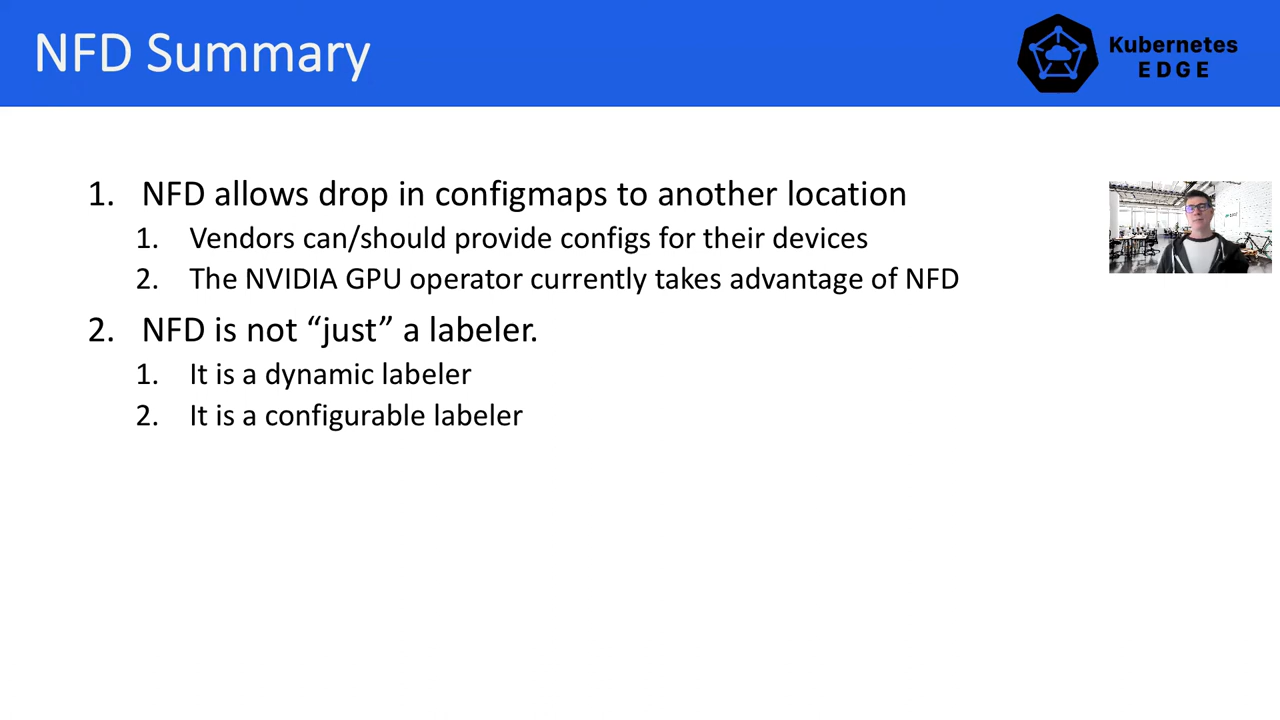 NFD Summary
Kubernetes
EDGE
1. NFD allows drop in configmaps to another location
1. Vendors can/should provide configs for their devices
2. The NVIDIA GPU operator currently takes advantage of NFD
2. NFD is not “just” a labeler.
1. It is a dynamic labeler
2. It is a configurable labeler